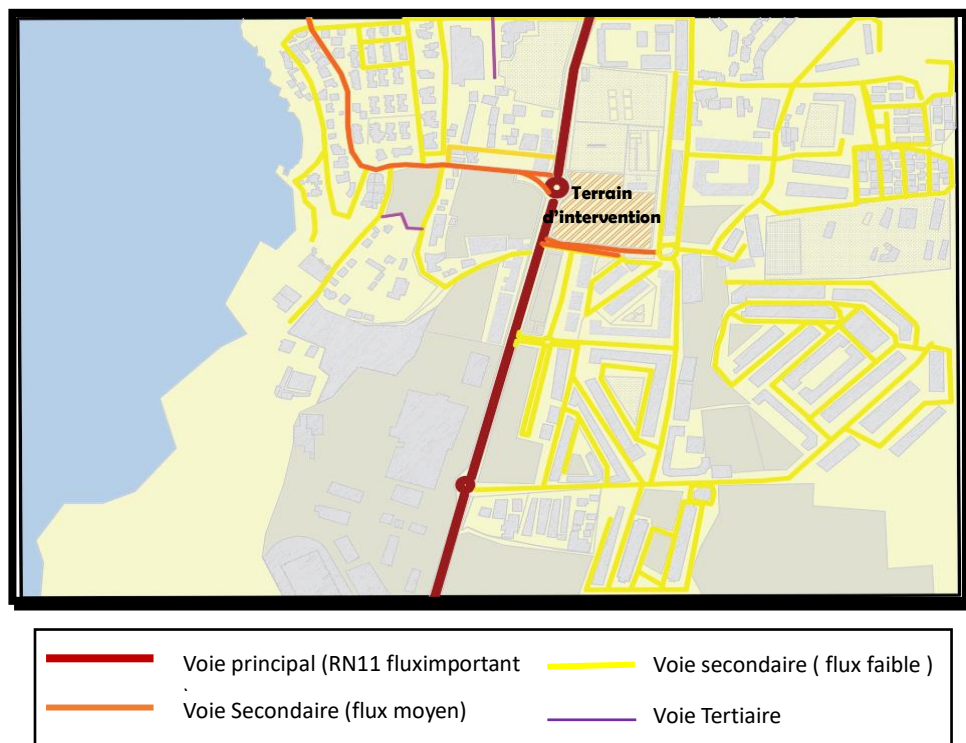 Terrain
d'intervention
Voie principal (RN11 fluximportant
Voie secondaire ( flux faible )
Voie Secondaire (flux moyen)
Voie Tertiaire